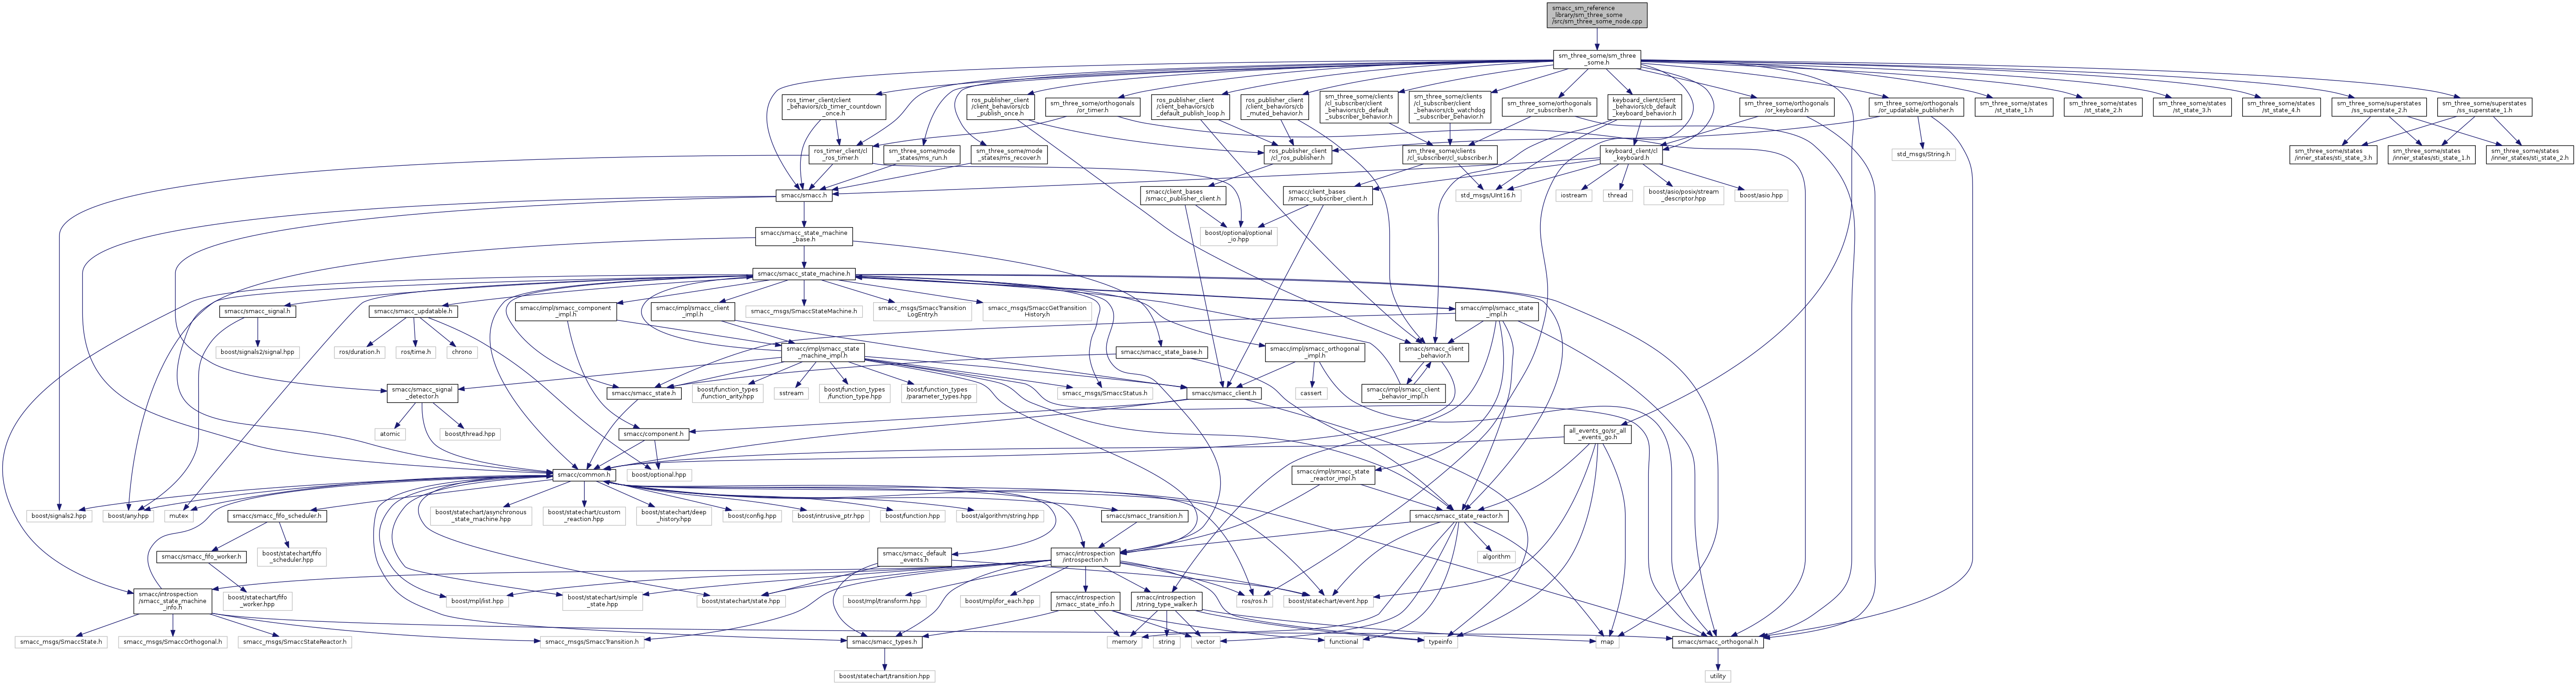 smacc_sm_reference
_library/sm_three_some
/src/sm_three_some_node.cpp
sm_three_some/sm_three
_some.h
ros_timer_client/client
_behaviors/cb_timer_countdown
_once.h
ros_publisher_client
/client_behaviors/cb
_publish_once.h
sm_three_some/orthogonals
/or_timer.h
ros_publisher_client
/client_behaviors/cb
_default_publish_loop.h
ros_publisher_client
/client_behaviors/cb
_muted_behavior.h
sm_three_some/clients
/cl_subscriber/client
_behaviors/cb_default
_subscriber_behavior.h
sm_three_some/clients
/cl_subscriber/client
_behaviors/cb_watchdog
_subscriber_behavior.h
sm_three_some/orthogonals
/or_subscriber.h
keyboard_client/client
_behaviors/cb_default
_keyboard_behavior.h
sm_three_some/orthogonals
/or_keyboard.h
sm_three_some/orthogonals
/or_updatable_publisher.h
sm_three_some/states
/st_state_1.h
sm_three_some/states
/st_state_2.h
sm_three_some/states
/st_state_3.h
sm_three_some/states
/st_state_4.h
sm_three_some/superstates
/ss_superstate_2.h
sm_three_some/superstates
/ss_superstate_1.h
ros_timer_client/cl
_ros_timer.h
sm_three_some/mode
_states/ms_run.h
sm_three_some/mode
_states/ms_recover.h
ros_publisher_client
/cl_ros_publisher.h
sm_three_some/clients
/cl_subscriber/cl_subscriber.h
keyboard_client/cl
_keyboard.h
std_msgs/String.h
sm_three_some/states
/inner_states/sti_state_3.h
sm_three_some/states
/inner_states/sti_state_1.h
sm_three_some/states
/inner_states/sti_state_2.h
smacc/smacc.h
smacc/client_bases
/smacc_publisher_client.h
smacc/client_bases
/smacc_subscriber_client.h
std_msgs/UInt16.h
iostream
thread
boost/asio/posix/stream
_descriptor.hpp
boost/asio.hpp
smacc/smacc_state_machine
_base.h
boost/optional/optional
_io.hpp
smacc/smacc_state_machine.h
smacc/smacc_signal.h
smacc/smacc_updatable.h
smacc/impl/smacc_component
_impl.h
smacc/impl/smacc_client
_impl.h
smacc_msgs/SmaccStateMachine.h
smacc_msgs/SmaccTransition
LogEntry.h
smacc_msgs/SmaccGetTransition
History.h
smacc/impl/smacc_state
_impl.h
boost/signals2/signal.hpp
ros/duration.h
ros/time.h
chrono
smacc/impl/smacc_state
_machine_impl.h
smacc/smacc_state_base.h
smacc/impl/smacc_orthogonal
_impl.h
smacc/smacc_client
_behavior.h
smacc/smacc_signal
_detector.h
smacc/smacc_state.h
boost/function_types
/function_arity.hpp
sstream
boost/function_types
/function_type.hpp
boost/function_types
/parameter_types.hpp
smacc_msgs/SmaccStatus.h
smacc/smacc_client.h
cassert
smacc/impl/smacc_client
_behavior_impl.h
atomic
boost/thread.hpp
smacc/component.h
all_events_go/sr_all
_events_go.h
smacc/common.h
boost/optional.hpp
smacc/impl/smacc_state
_reactor_impl.h
boost/signals2.hpp
boost/any.hpp
mutex
smacc/smacc_fifo_scheduler.h
boost/statechart/asynchronous
_state_machine.hpp
boost/statechart/custom
_reaction.hpp
boost/statechart/deep
_history.hpp
boost/config.hpp
boost/intrusive_ptr.hpp
boost/function.hpp
boost/algorithm/string.hpp
smacc/smacc_transition.h
smacc/smacc_state_reactor.h
smacc/smacc_fifo_worker.h
boost/statechart/fifo
_scheduler.hpp
smacc/smacc_default
_events.h
smacc/introspection
/introspection.h
algorithm
smacc/introspection
/smacc_state_machine
_info.h
boost/statechart/fifo
_worker.hpp
boost/mpl/list.hpp
boost/statechart/simple
_state.hpp
boost/statechart/state.hpp
boost/mpl/transform.hpp
boost/mpl/for_each.hpp
smacc/introspection
/smacc_state_info.h
smacc/introspection
/string_type_walker.h
ros/ros.h
boost/statechart/event.hpp
smacc_msgs/SmaccState.h
smacc_msgs/SmaccOrthogonal.h
smacc_msgs/SmaccStateReactor.h
smacc_msgs/SmaccTransition.h
smacc/smacc_types.h
memory
string
vector
functional
typeinfo
map
smacc/smacc_orthogonal.h
boost/statechart/transition.hpp
utility